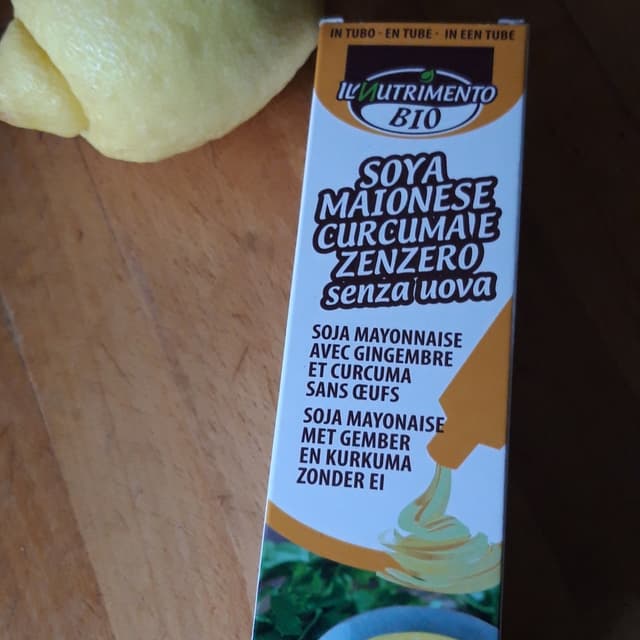 IN TUBO - EN TUBE - IN EEN TUBE
IL NUTRIMENTO
BIO
SOYA
MAIONESE
CURCUMA E
ZENZERO
senza uova
SOJA MAYONNAISE
AVEC GINGEMBRE
ET CURCUMA
SANS ŒUFS
SOJA MAYONAISE
MET GEMBER
EN KURKUMA
ZONDER EI